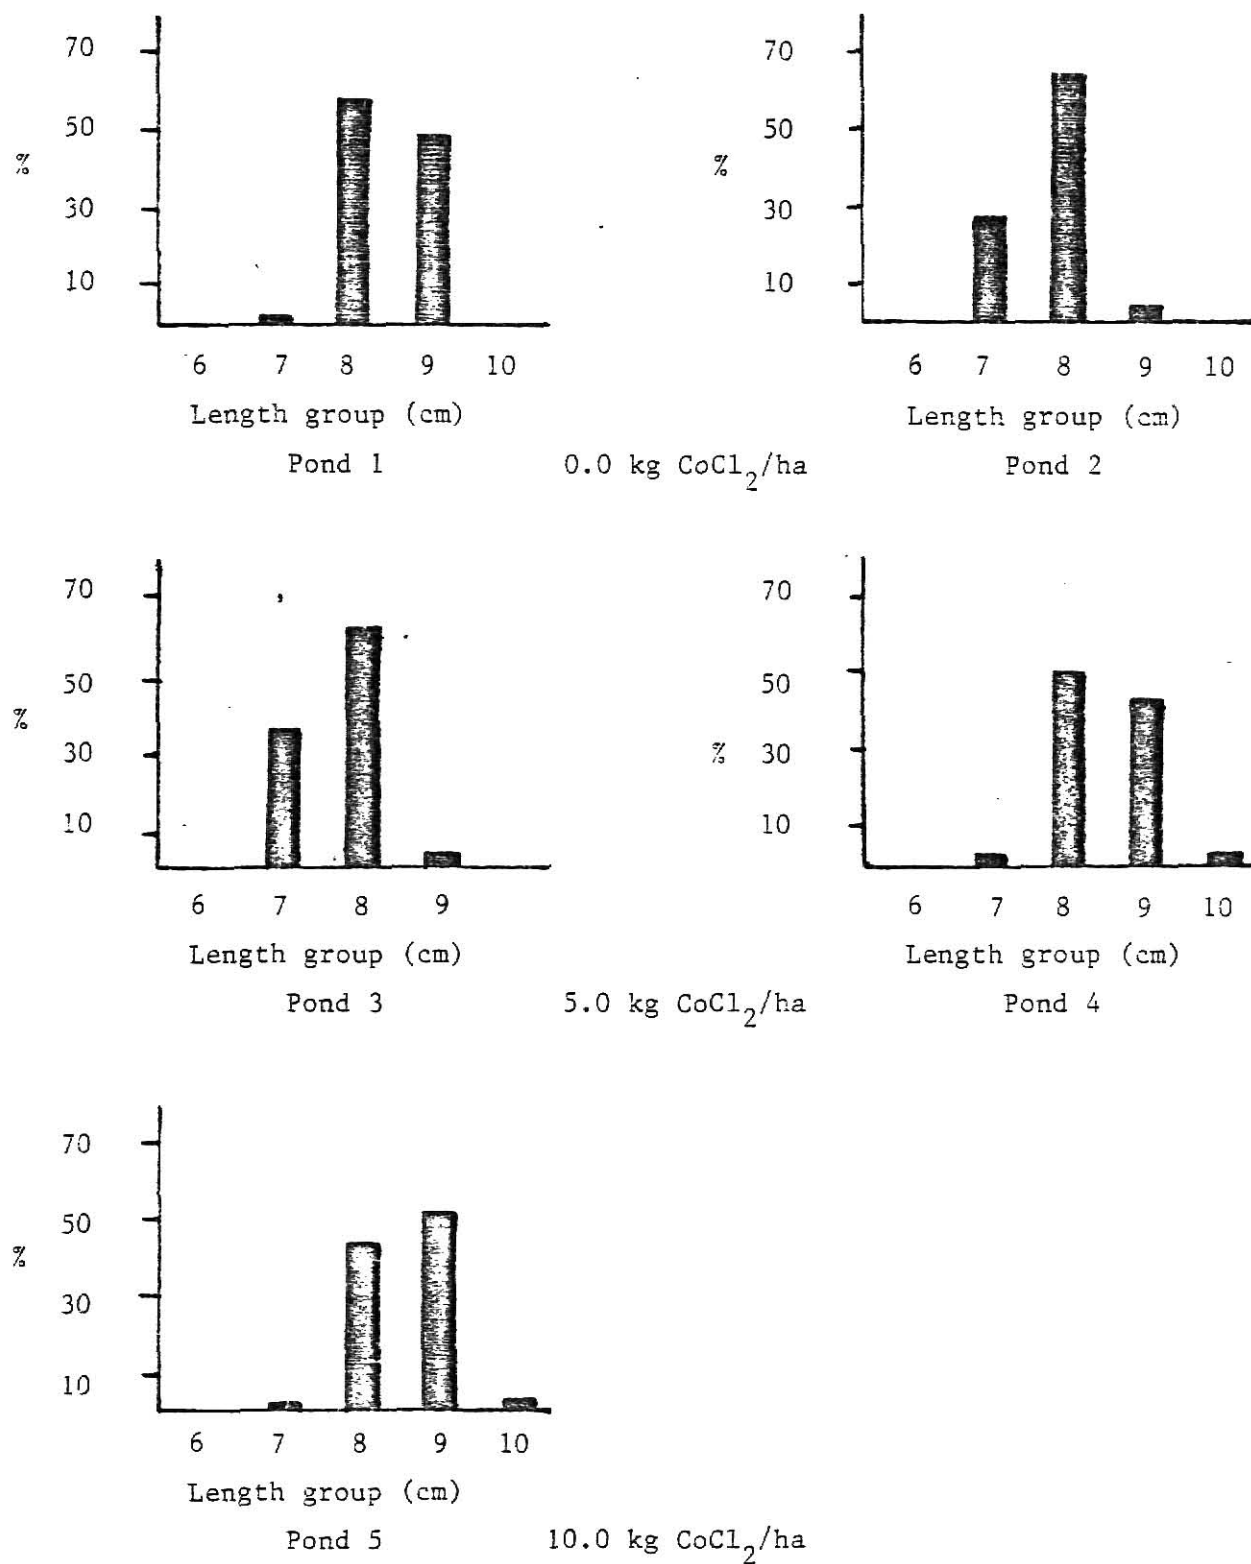 70 70
50 50
% %
30 30
10 10
6 7 8 9 10 6 7 8 9 10
Length group (cm) Length group (cm)
Pond 1 0.0 kg CoCl2/ha Pond 2
70 70
50 50
% % 
30 30
10 10
6 7 8 9 6 7 8 9 10
Length group (cm) Length group (cm)
Pond 3 5.0 kg CoCl2/ha Pond 4
70
50
%
30
10
6 7 8 9 10
Length group (cm)
Pond 5 10.0 kg CoCl2/ha